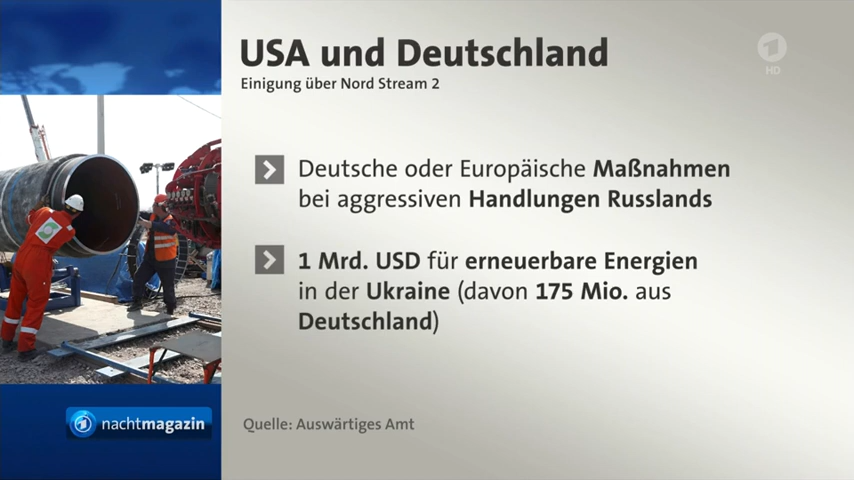 USA und Deutschland
Einigung über Nord Stream 2
Deutsche oder Europäische Maßnahmen
bei aggressiven Handlungen Russlands
1 Mrd. USD für erneuerbare Energien
in der Ukraine (davon 175 Mio. aus
Deutschland)
Quelle: Auswärtiges Amt
nachtmagazin
1
HD